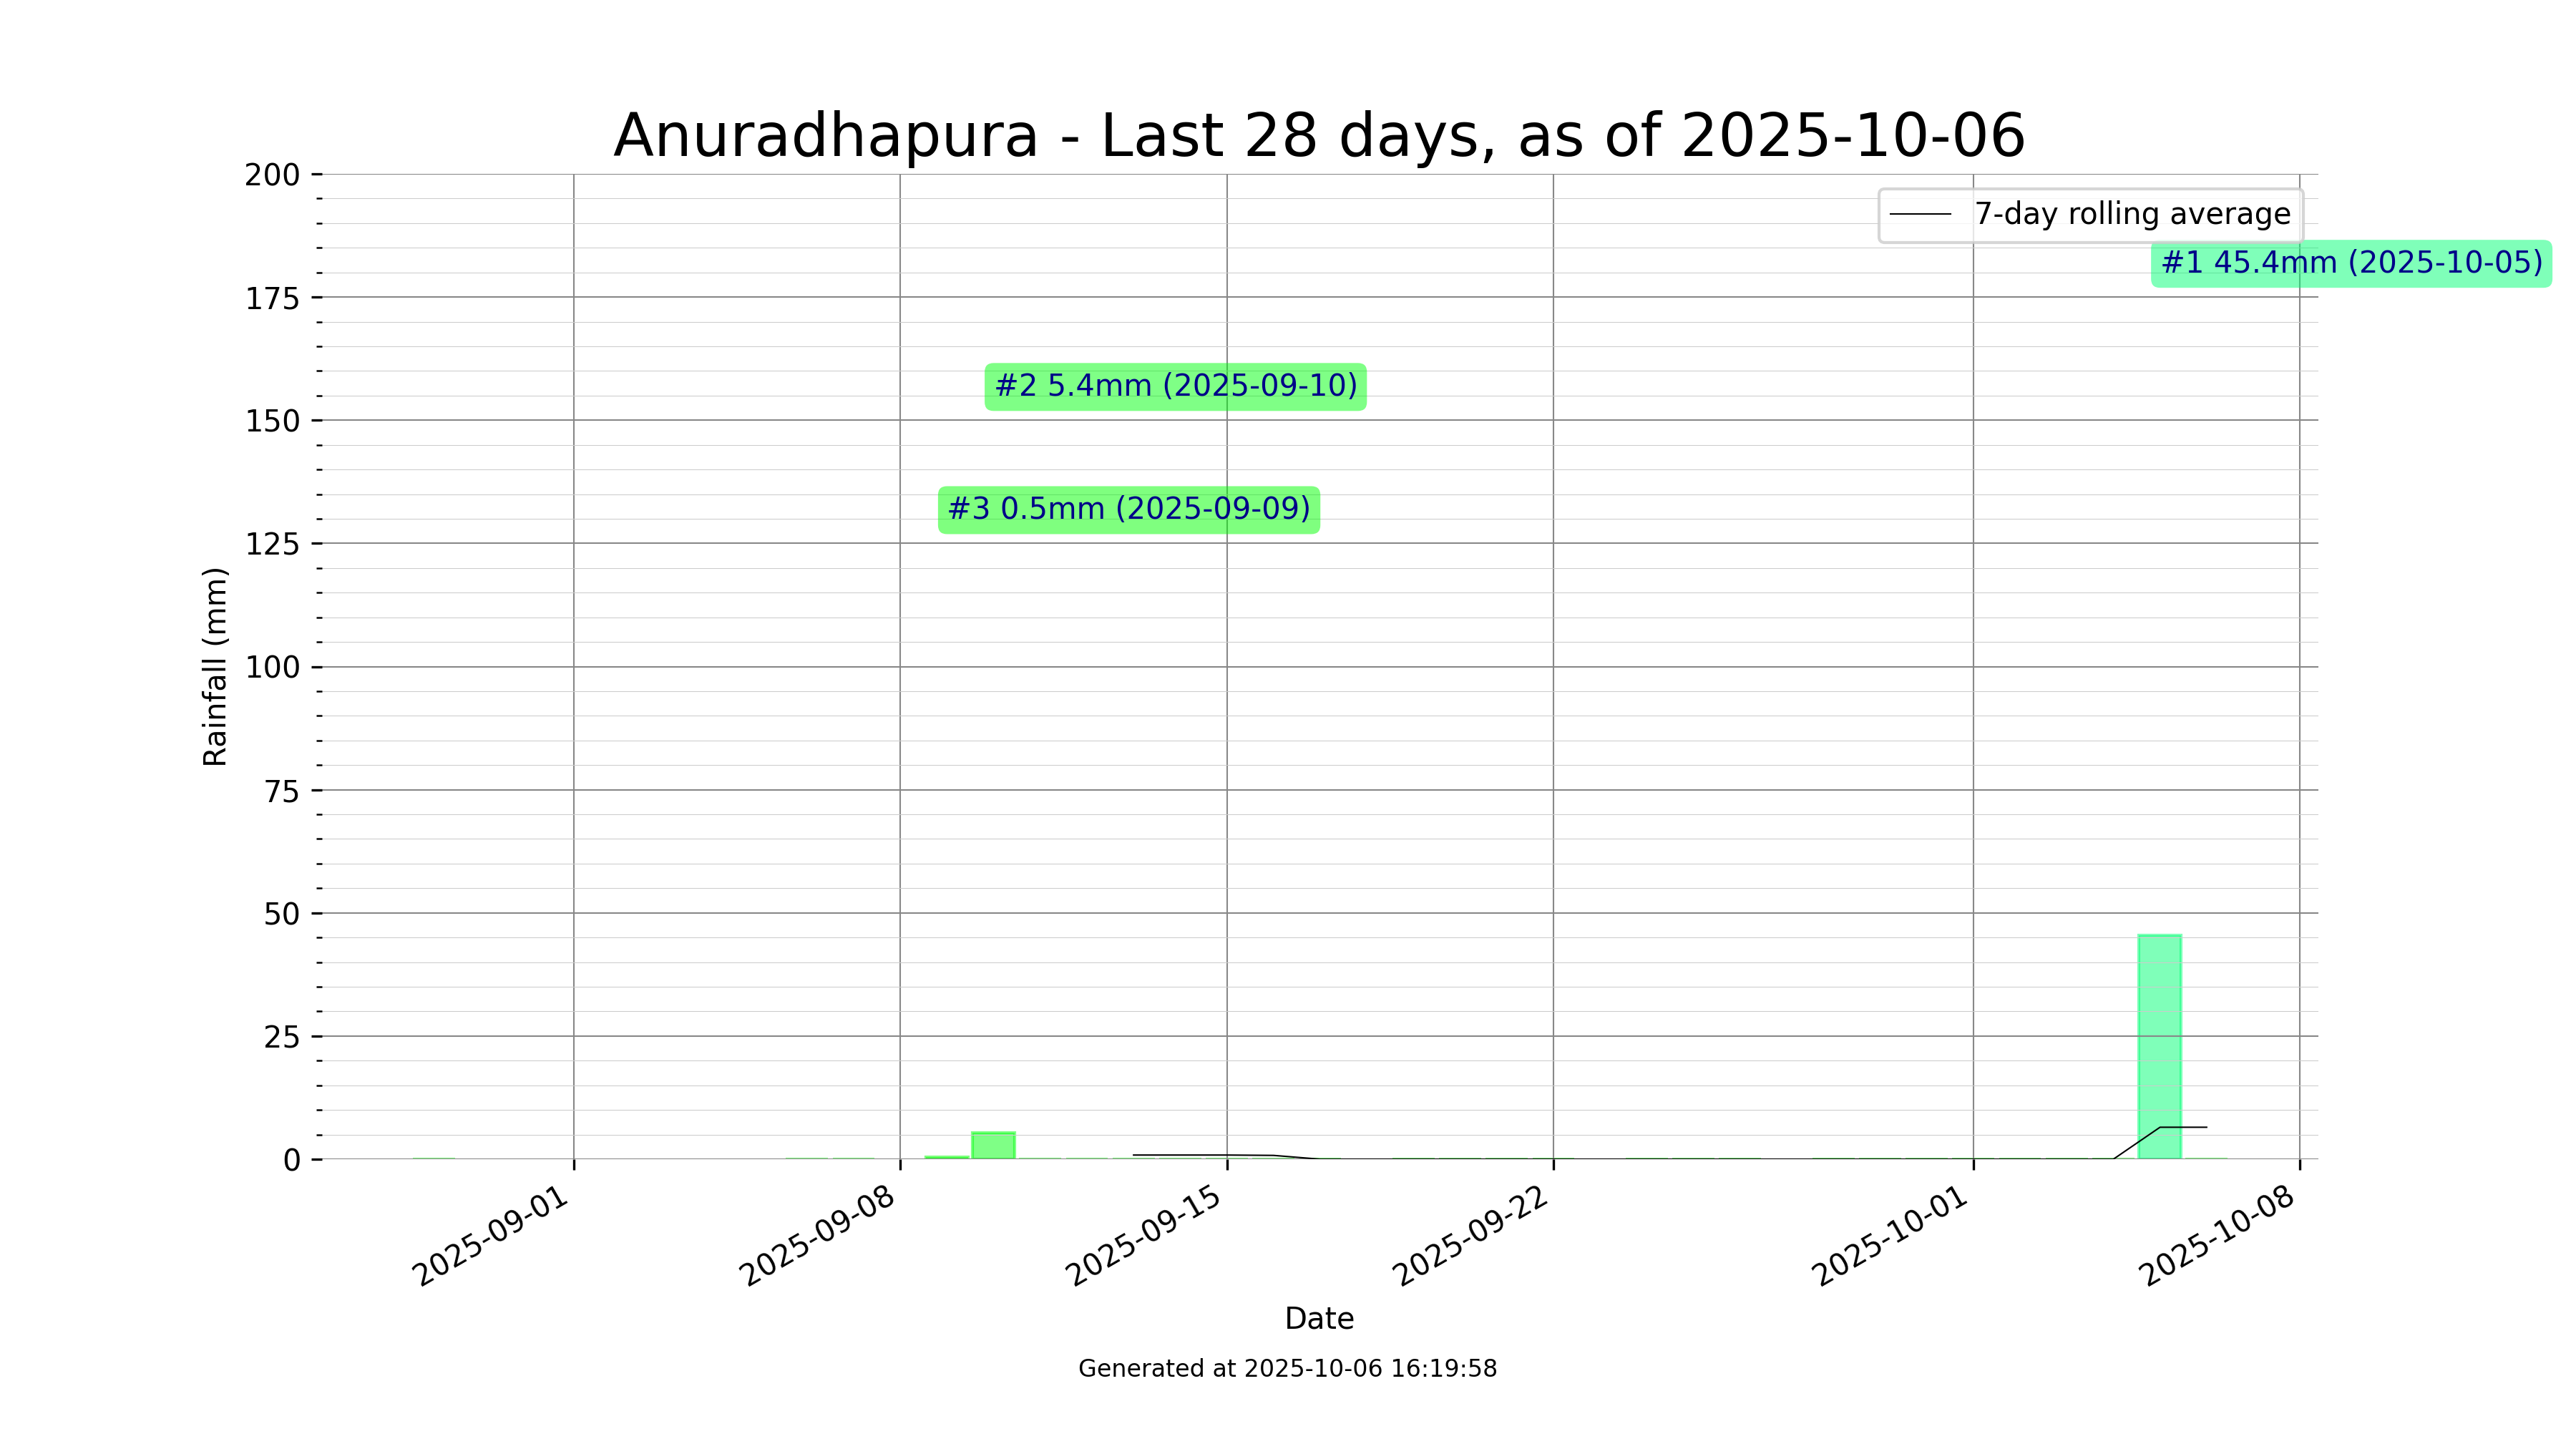 Anuradhapura - Last 28 days, as of 2025-10-06
200
175
150
125
100
75
50
25
0
Rainfall (mm)
7-day rolling average
#1 45.4mm (2025-10-05)
#2 5.4mm (2025-09-10)
#3 0.5mm (2025-09-09)
2025-09-01
2025-09-08
2025-09-15
2025-09-22
2025-10-01
2025-10-08
Date
Generated at 2025-10-06 16:19:58